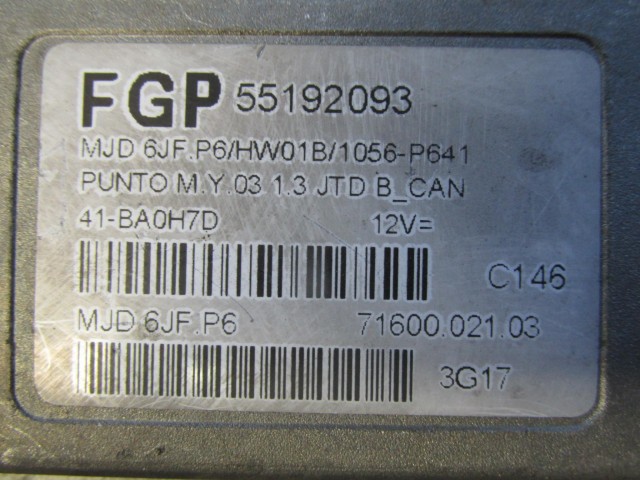 FGP 55192093
MJD 6JF.P6/HW01B/1056-P641
PUNTO M.Y.03 1.3 JTD B_CAN
41-BA0H7D 12V=
C146
MJD 6JF.P6 71600.021.03
3G17